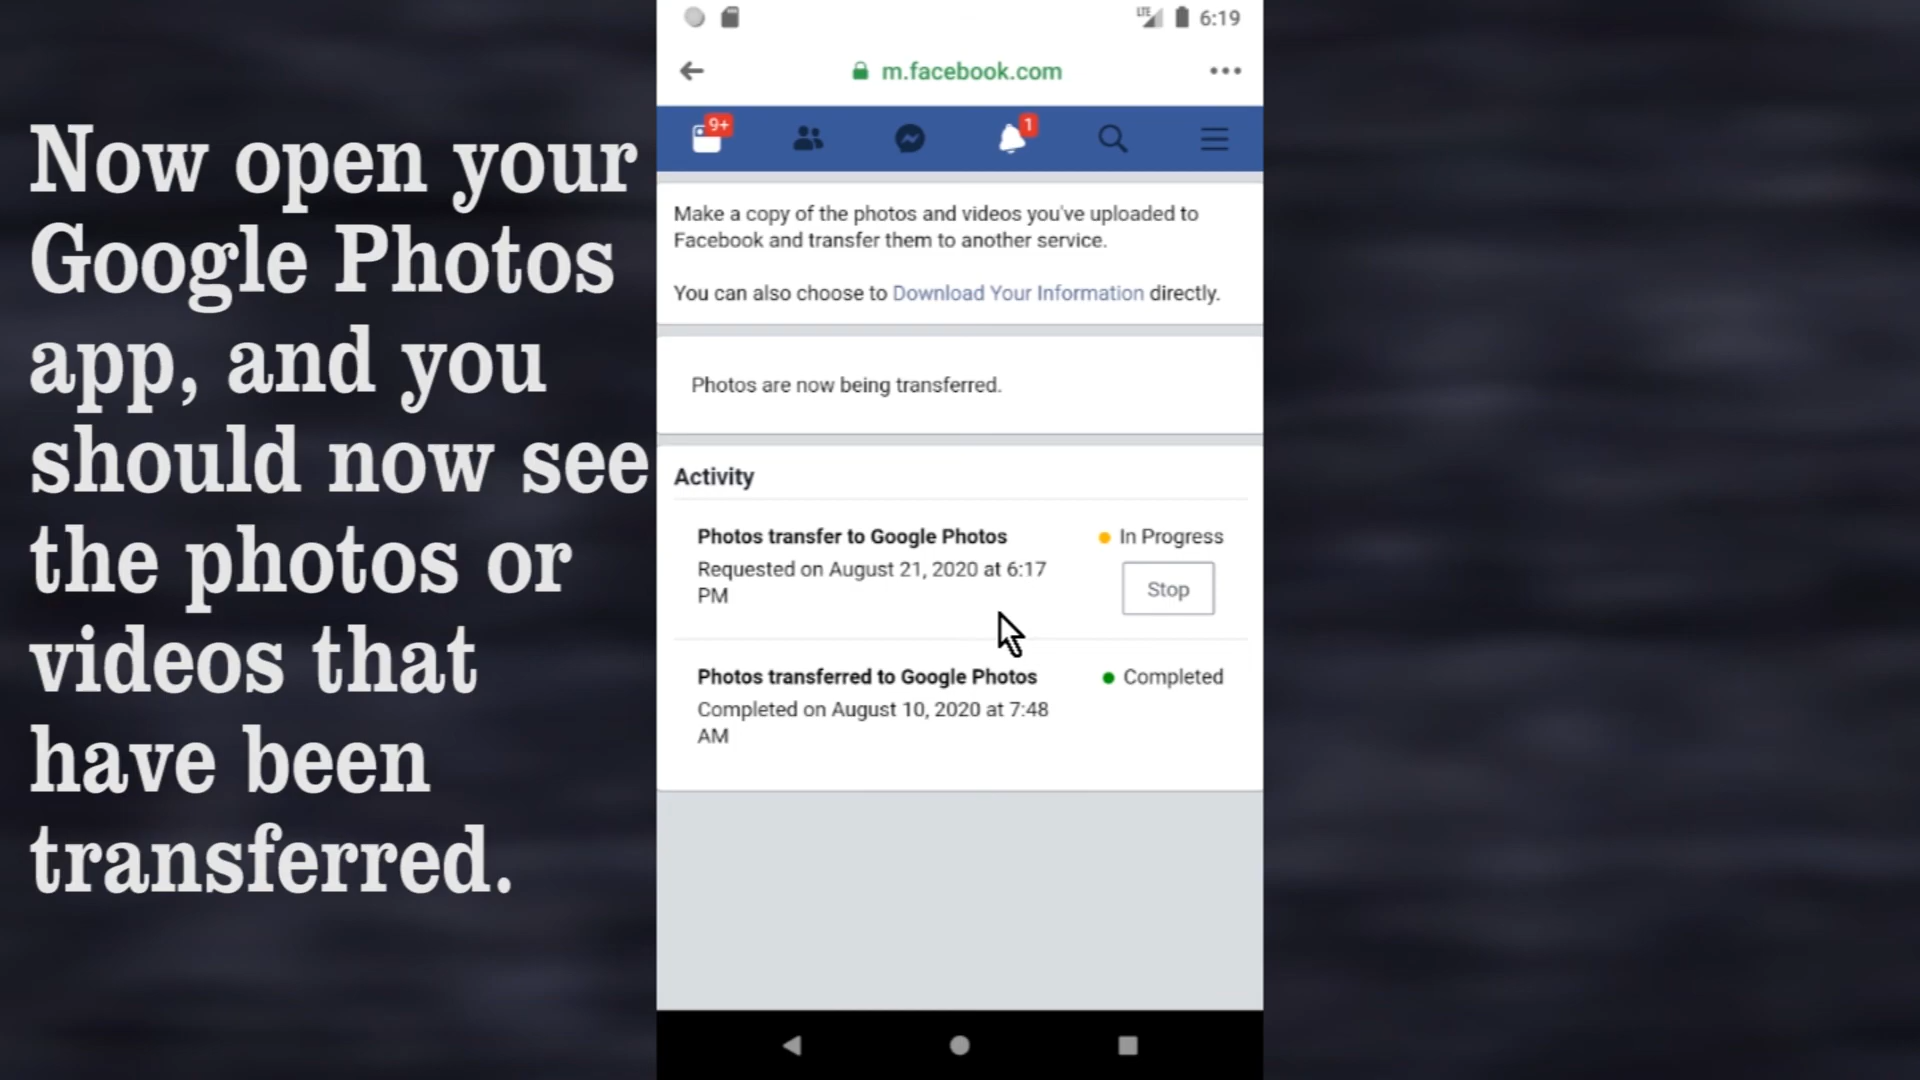 Now open your
Google Photos
app, and you
should now see
the photos or
videos that
have been
transferred.
LTE 6:19
m.facebook.com
9+ 1
Make a copy of the photos and videos you've uploaded to
Facebook and transfer them to another service.
You can also choose to Download Your Information directly.
Photos are now being transferred.
Activity
Photos transfer to Google Photos In Progress
Requested on August 21, 2020 at 6:17
PM
Stop
Photos transferred to Google Photos Completed
Completed on August 10, 2020 at 7:48
AM